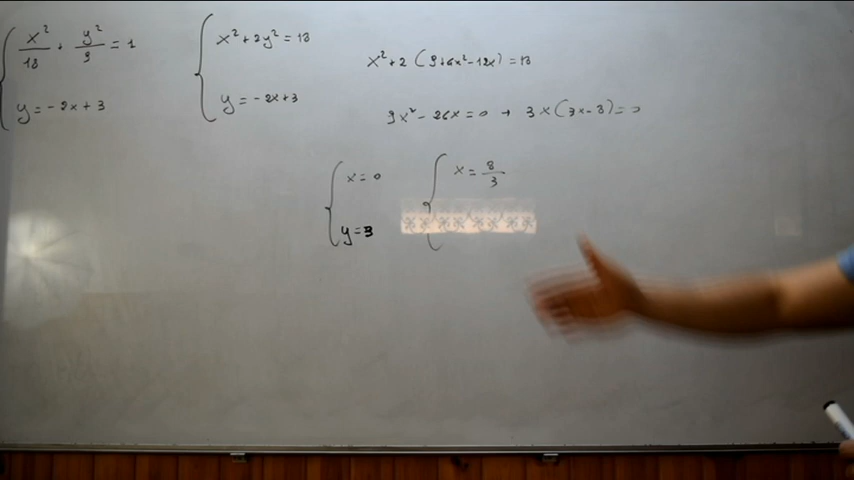 x²/18 + y²/9 = 1
y = -2x+3
x²+2y² = 18
y = -2x+3
x²+2(9+4x²-12x) = 18
9x² - 26x = 0 → 3x(3x-8) = 0
x = 0
y = 3
x = 8/3